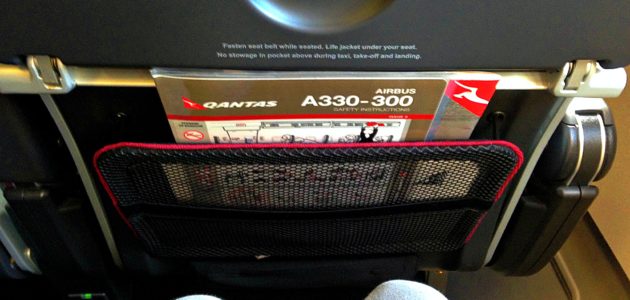 Fasten seat belt while seated. Life jacket under your seat.
No stowage in pocket above during taxi, take-off and landing.
QANTAS
AIRBUS
A330-300
SAFETY INSTRUCTIONS